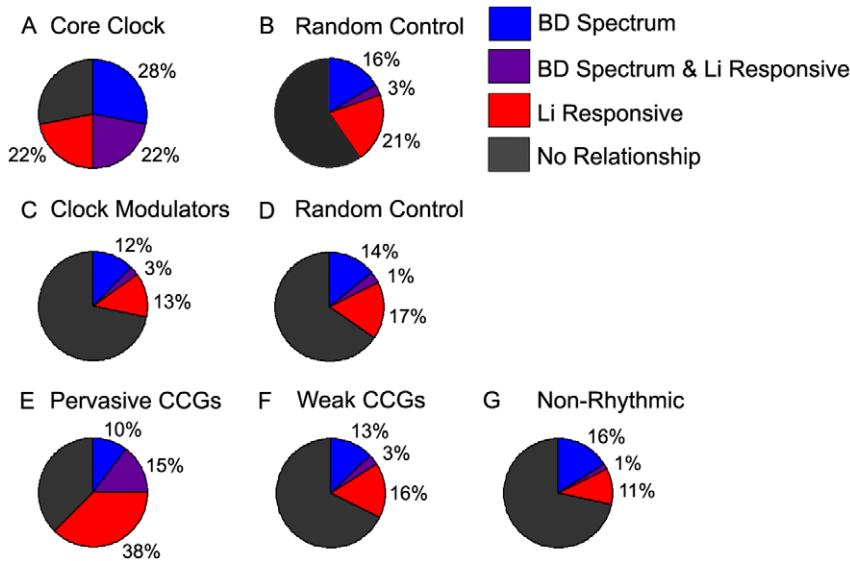 A Core Clock
28%
22%
22%
B Random Control
16%
3%
21%
BD Spectrum
BD Spectrum & Li Responsive
Li Responsive
No Relationship
C Clock Modulators
12%
3%
13%
D Random Control
14%
1%
17%
E Pervasive CCGs
10%
15%
38%
F Weak CCGs
13%
3%
16%
G Non-Rhythmic
16%
1%
11%